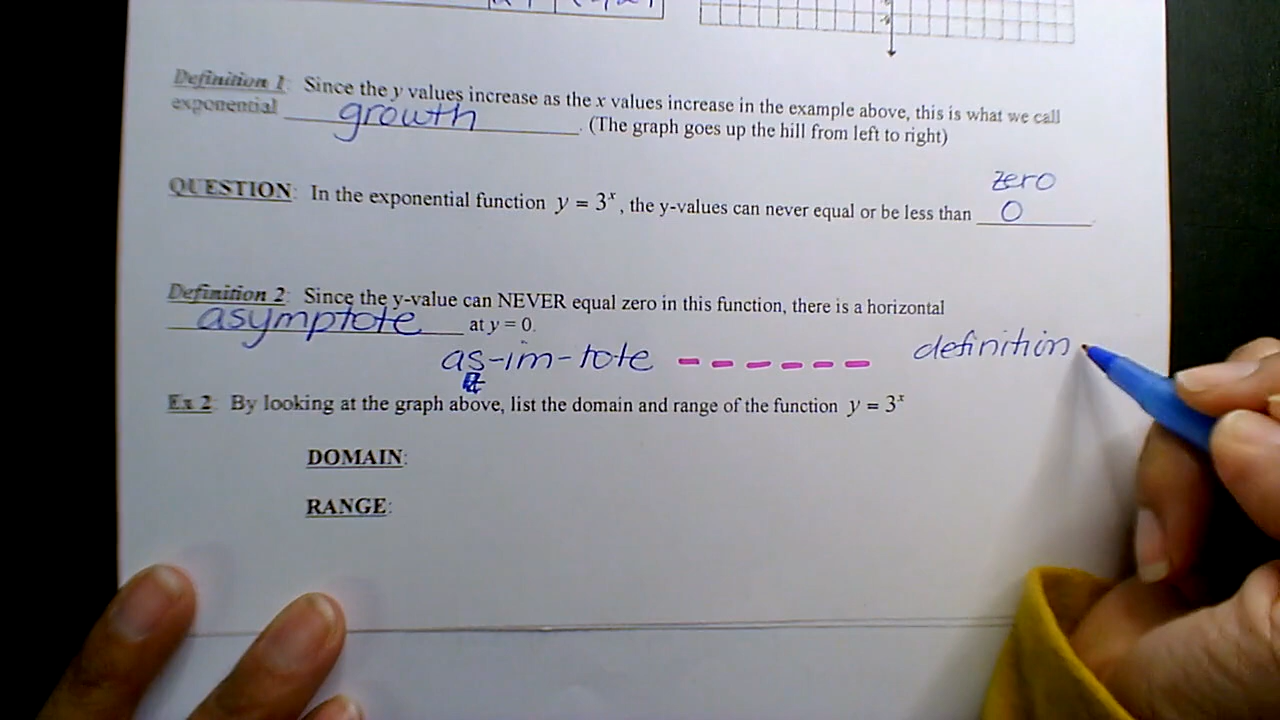 Definition 1: Since the y values increase as the x values increase in the example above, this is what we call
exponential growth. (The graph goes up the hill from left to right)
zero
QUESTION: In the exponential function y = 3ˣ, the y-values can never equal or be less than 0.
Definition 2: Since the y-value can NEVER equal zero in this function, there is a horizontal
asymptote at y = 0.
as-im-tote definition
Ex 2: By looking at the graph above, list the domain and range of the function y = 3ˣ
DOMAIN:
RANGE: